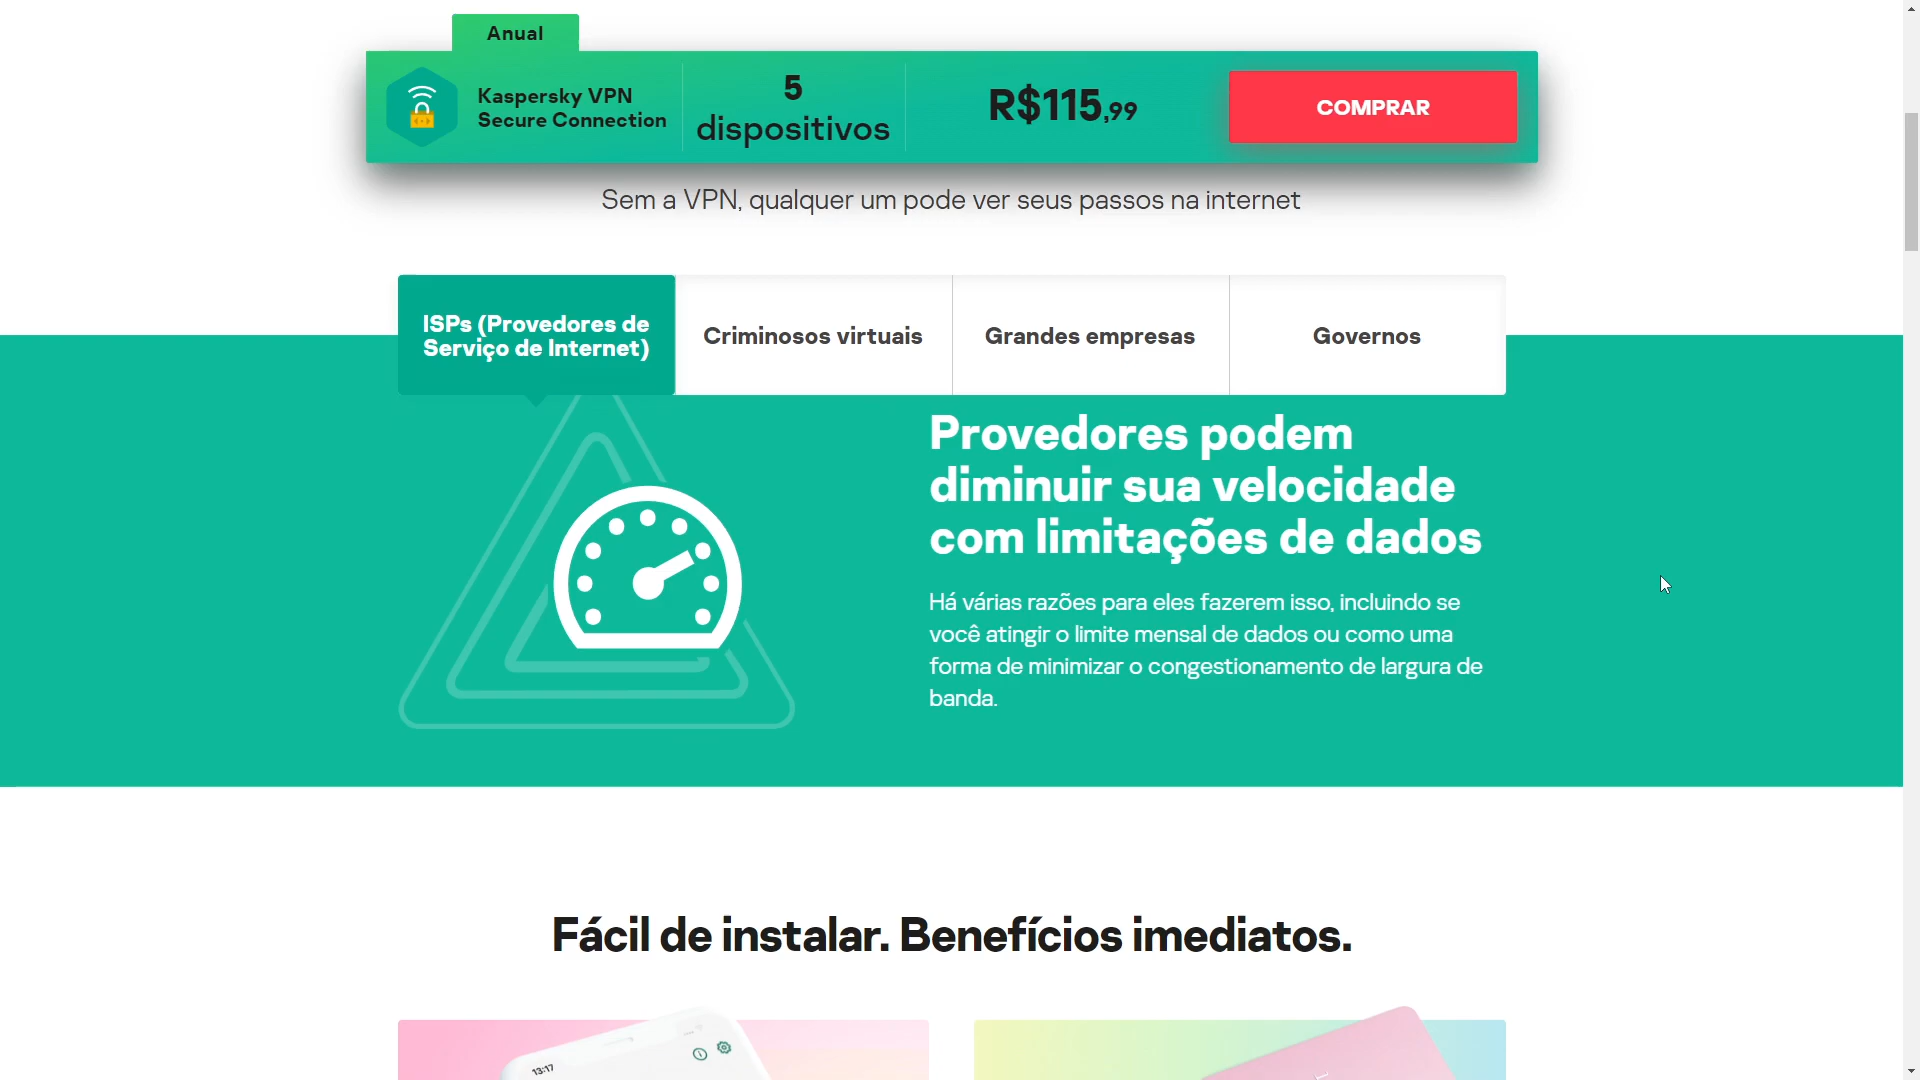 Anual
Kaspersky VPN
Secure Connection
5
dispositivos
R$115,99
COMPRAR
Sem a VPN, qualquer um pode ver seus passos na internet
ISPs (Provedores de
Serviço de Internet)
Criminosos virtuais
Grandes empresas
Governos
Provedores podem
diminuir sua velocidade
com limitações de dados
Há várias razões para eles fazerem isso, incluindo se
você atingir o limite mensal de dados ou como uma
forma de minimizar o congestionamento de largura de
banda.
Fácil de instalar. Benefícios imediatos.
13:17